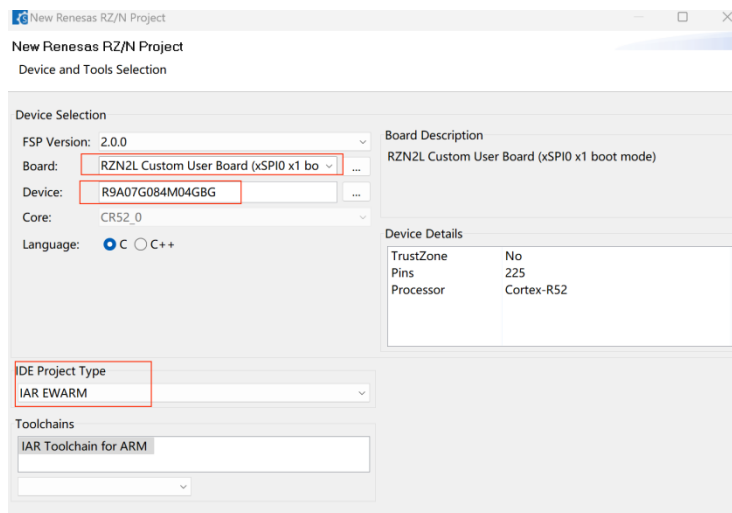 New Renesas RZ/N Project
New Renesas RZ/N Project
Device and Tools Selection
Device Selection
FSP Version: 2.0.0
Board: RZN2L Custom User Board (xSPI0 x1 bo ...
Device: R9A07G084M04GBG ...
Core: CR52_0
Language: C C++
Board Description
RZN2L Custom User Board (xSPI0 x1 boot mode)
Device Details
TrustZone No
Pins 225
Processor Cortex-R52
IDE Project Type
IAR EWARM
Toolchains
IAR Toolchain for ARM